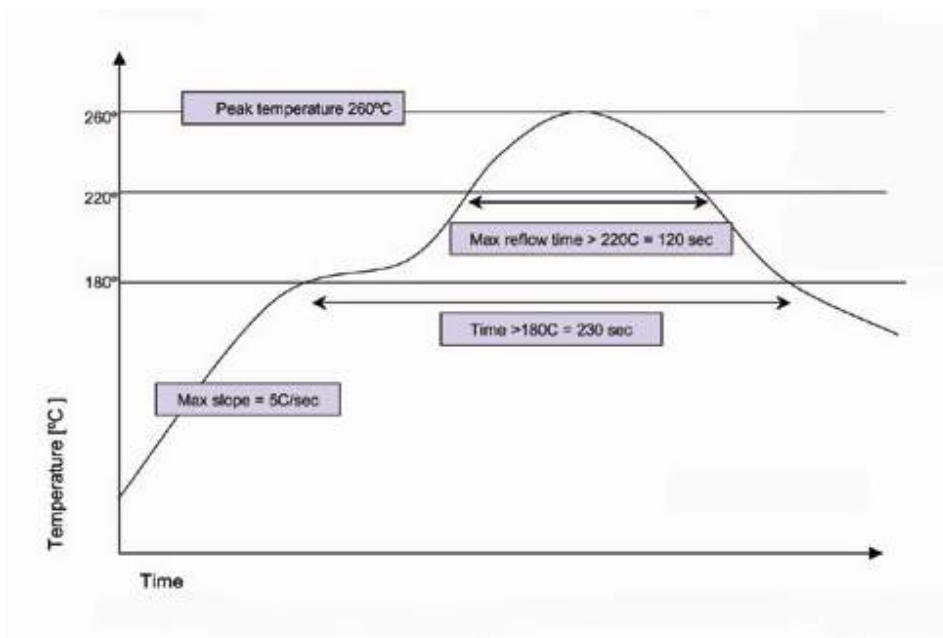 Peak temperature 260ºC
260º
220º
Max reflow time > 220C = 120 sec
180º
Time >180C = 230 sec
Max slope = 5C/sec
Temperature [ºC ]
Time